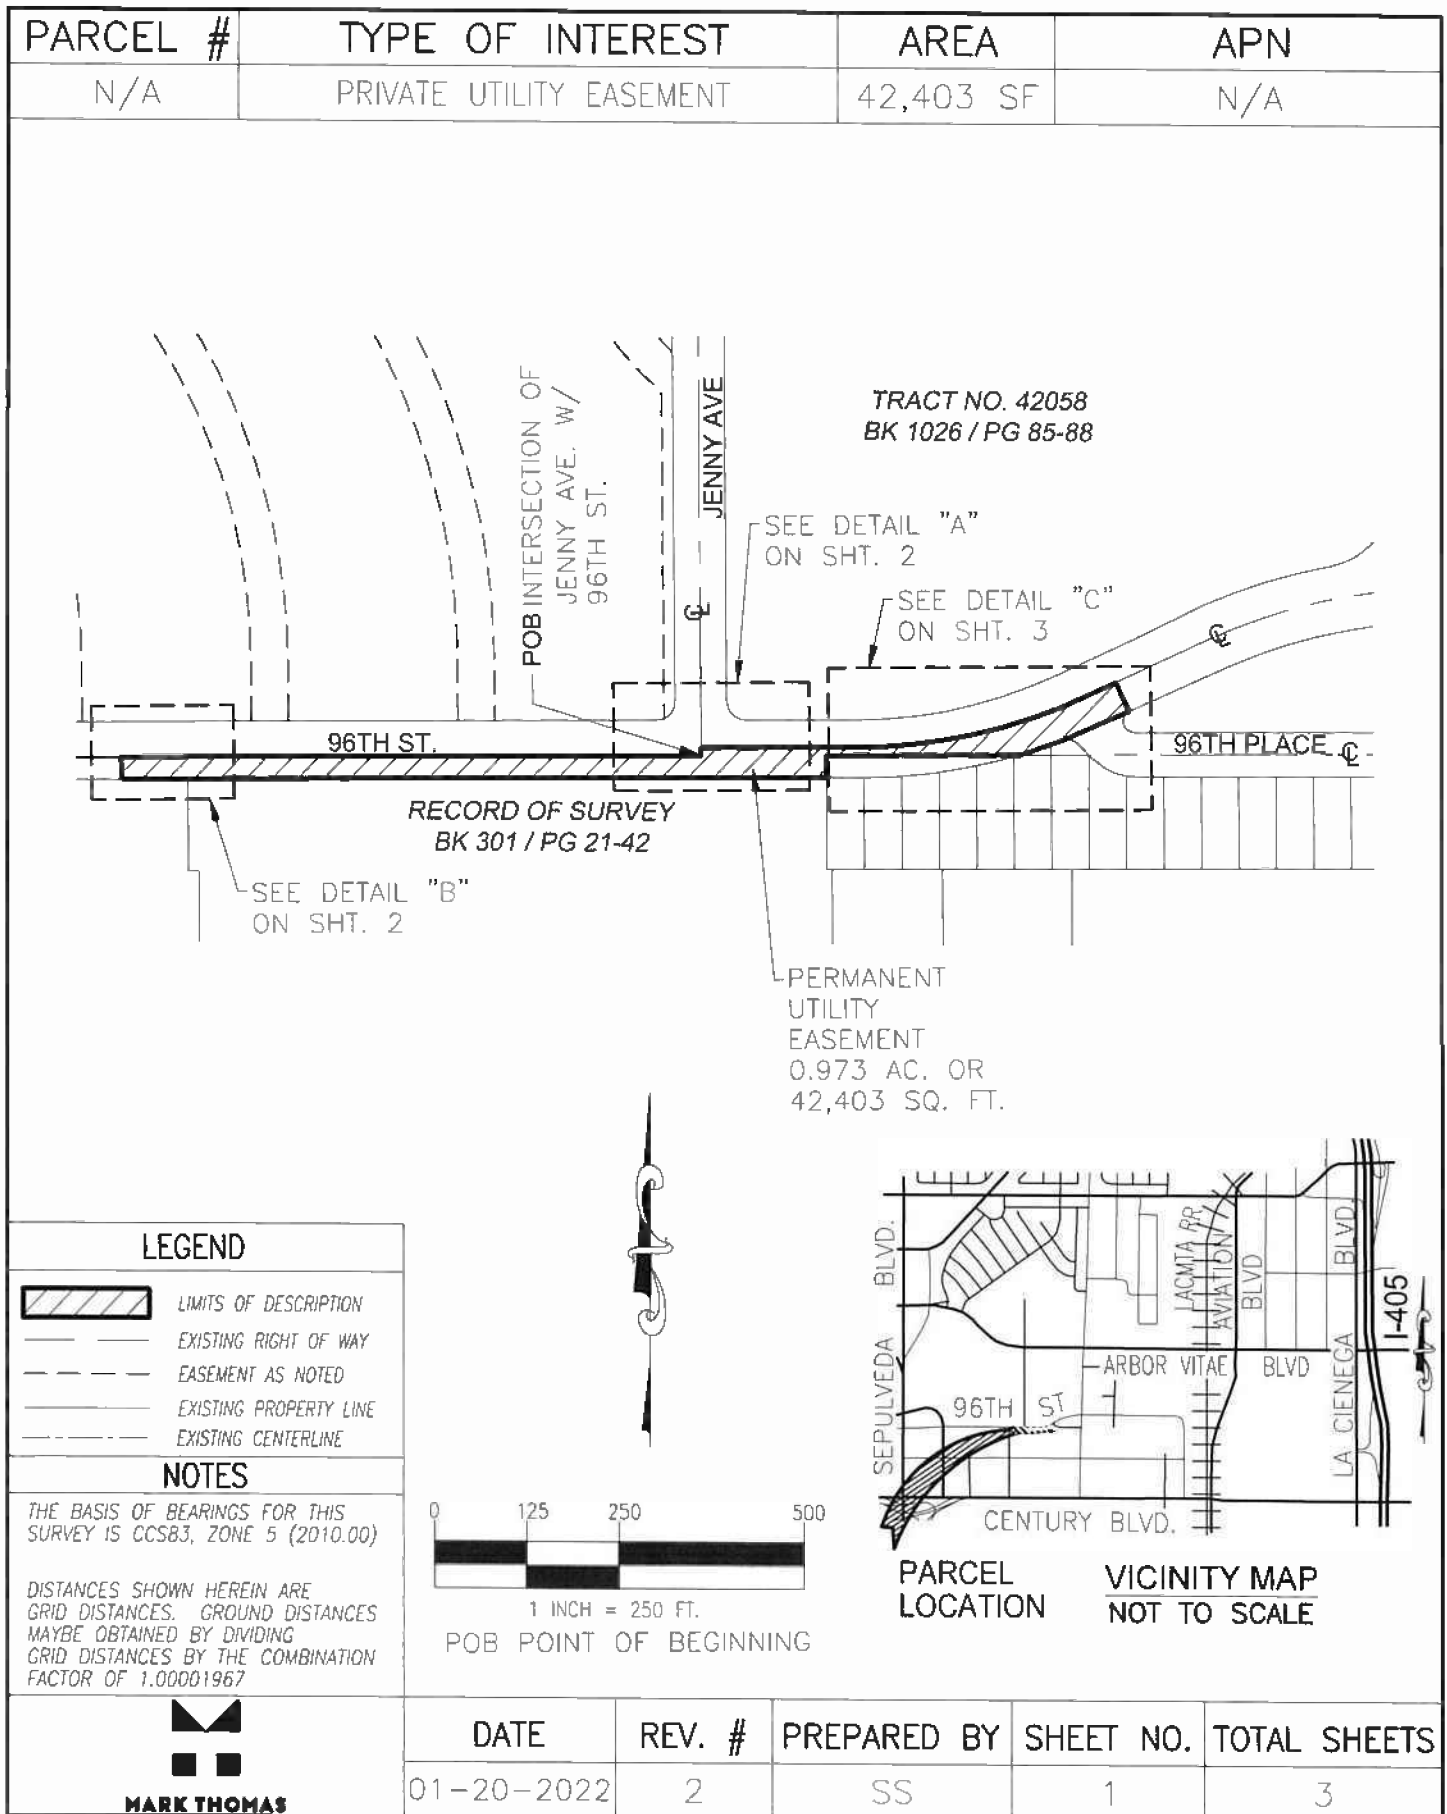 PARCEL # TYPE OF INTEREST AREA APN
N/A PRIVATE UTILITY EASEMENT 42,403 SF N/A
TRACT NO. 42058
BK 1026 / PG 85-88
POB INTERSECTION OF
JENNY AVE. W/
96TH ST.
JENNY AVE
SEE DETAIL "A"
ON SHT. 2
SEE DETAIL "C"
ON SHT. 3
96TH ST.
96TH PLACE
RECORD OF SURVEY
BK 301 / PG 21-42
SEE DETAIL "B"
ON SHT. 2
PERMANENT
UTILITY
EASEMENT
0.973 AC. OR
42,403 SQ. FT.
LEGEND
LIMITS OF DESCRIPTION
EXISTING RIGHT OF WAY
EASEMENT AS NOTED
EXISTING PROPERTY LINE
EXISTING CENTERLINE
NOTES
THE BASIS OF BEARINGS FOR THIS
SURVEY IS CCS83, ZONE 5 (2010.00)
DISTANCES SHOWN HEREIN ARE
GRID DISTANCES. GROUND DISTANCES
MAYBE OBTAINED BY DIVIDING
GRID DISTANCES BY THE COMBINATION
FACTOR OF 1.00001967
0 125 250 500
1 INCH = 250 FT.
POB POINT OF BEGINNING
SEPULVEDA BLVD.
LACMTA RR
AVIATION
BLVD
LA CIENEGA BLVD.
I-405
ARBOR VITAE BLVD
96TH ST
CENTURY BLVD.
PARCEL
LOCATION
VICINITY MAP
NOT TO SCALE
MARK THOMAS
DATE REV. # PREPARED BY SHEET NO. TOTAL SHEETS
01-20-2022 2 SS 1 3